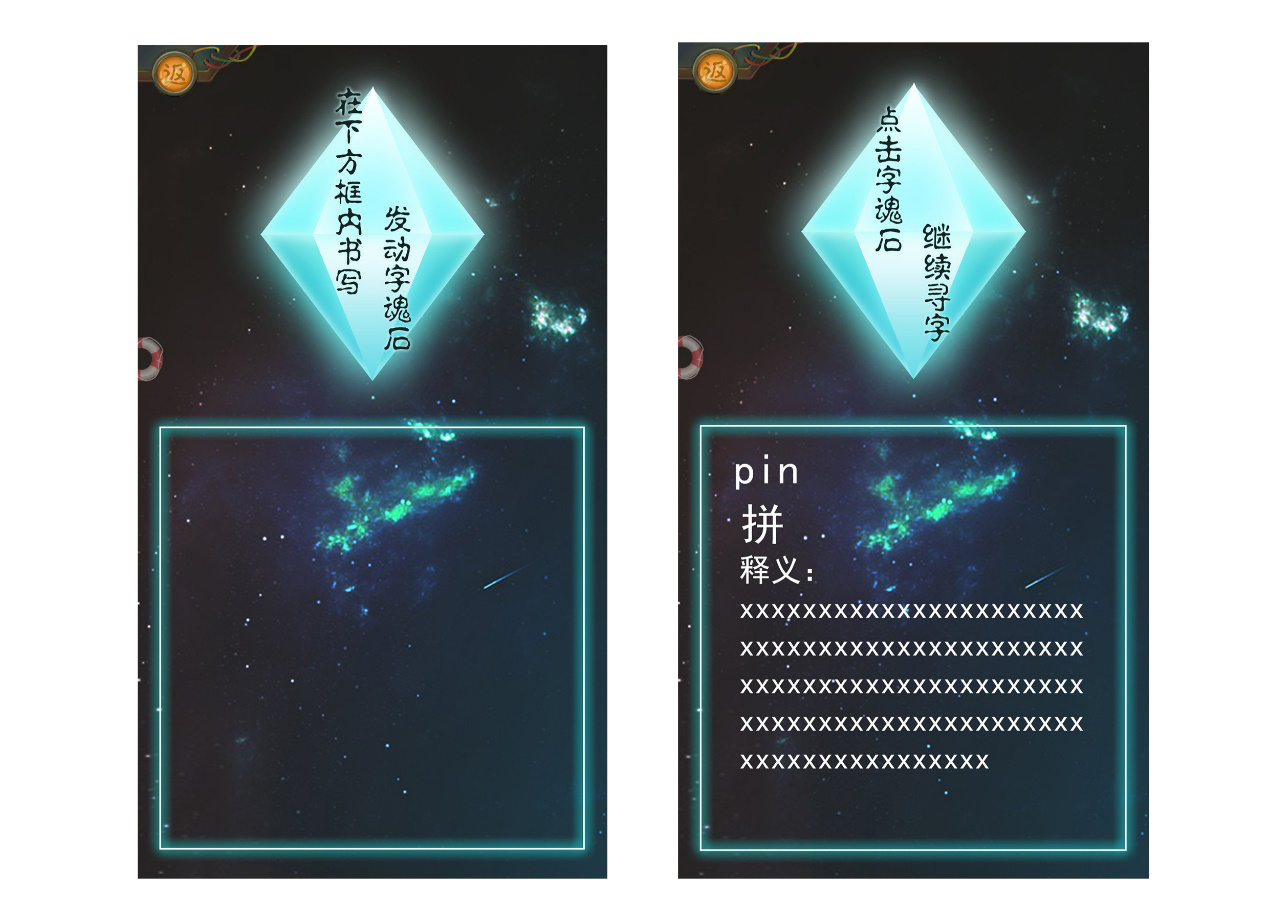 返
在下方框内书写
发动字魂石
返
点击字魂石
继续寻字
pin
拼
释义：
xxxxxxxxxxxxxxxxxxxxxx
xxxxxxxxxxxxxxxxxxxxxx
xxxxxxxxxxxxxxxxxxxxxx
xxxxxxxxxxxxxxxxxxxxxx
xxxxxxxxxxxxxxxx